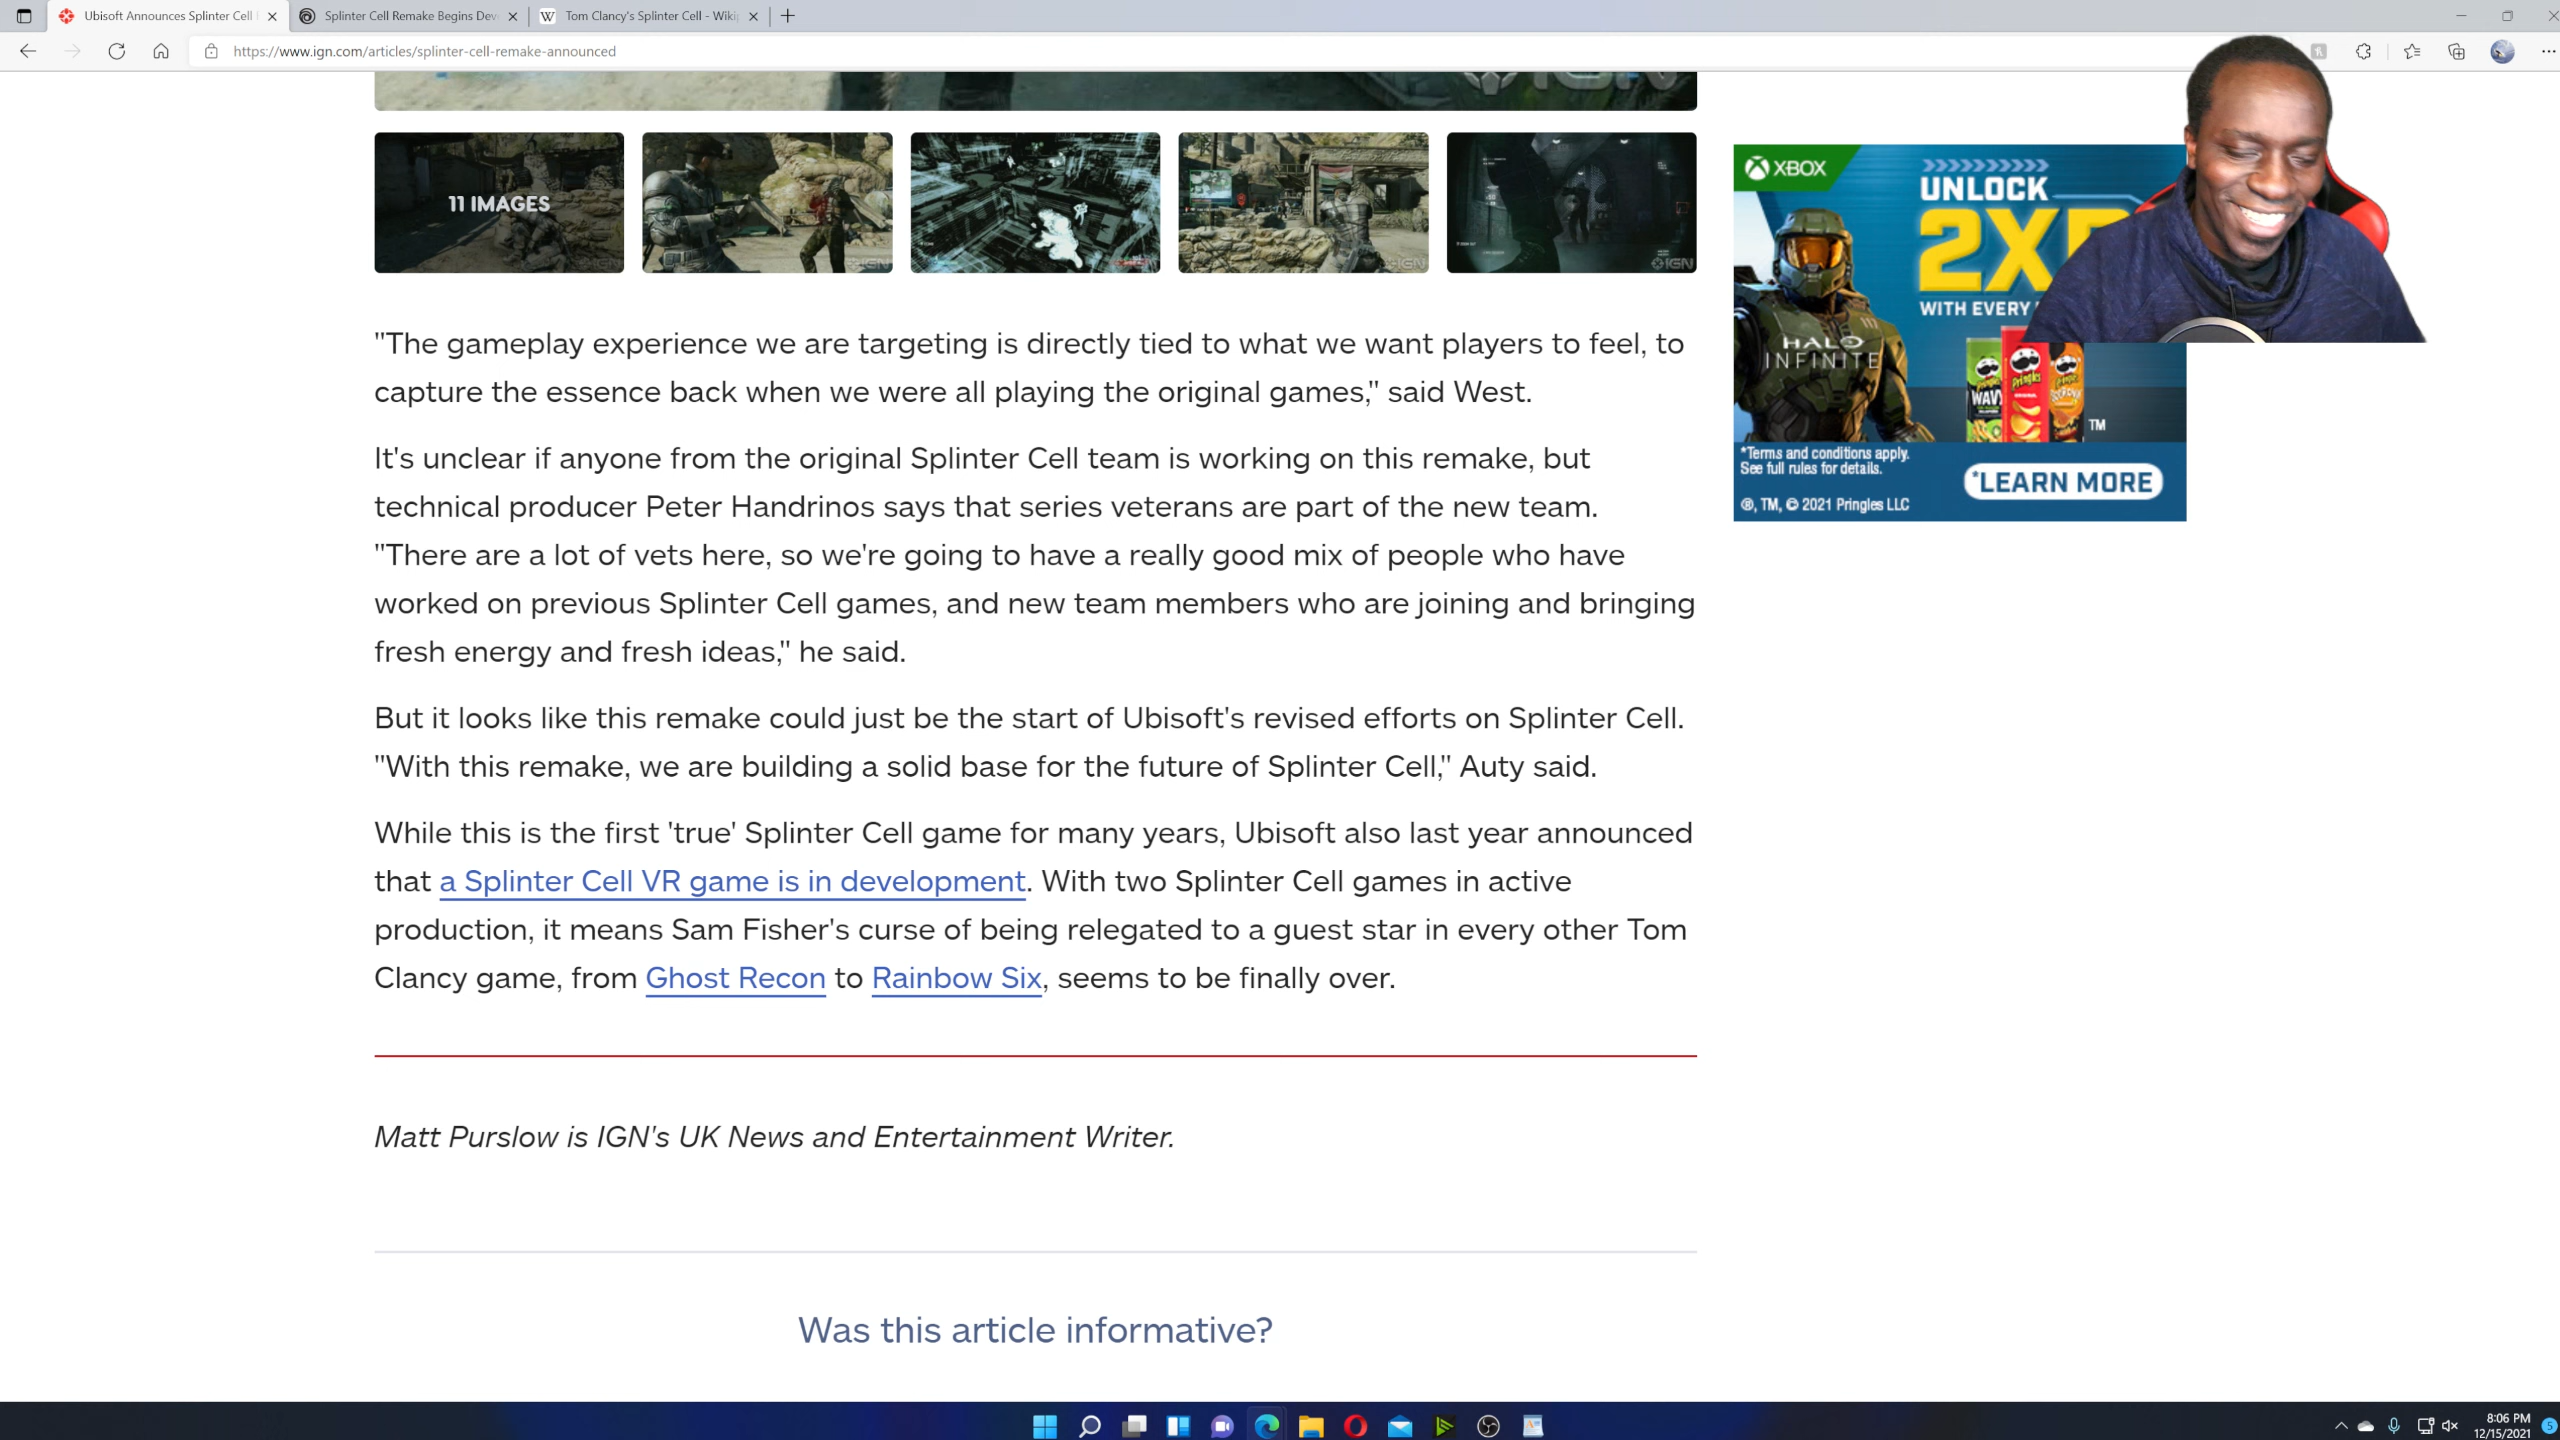 Ubisoft Announces Splinter Cell
Splinter Cell Remake Begins Dev
Tom Clancy's Splinter Cell - Wiki
https://www.ign.com/articles/splinter-cell-remake-announced
IGN
11 IMAGES
IGN
IGN
IGN
"The gameplay experience we are targeting is directly tied to what we want players to feel, to
capture the essence back when we were all playing the original games," said West.
It's unclear if anyone from the original Splinter Cell team is working on this remake, but
technical producer Peter Handrinos says that series veterans are part of the new team.
"There are a lot of vets here, so we're going to have a really good mix of people who have
worked on previous Splinter Cell games, and new team members who are joining and bringing
fresh energy and fresh ideas," he said.
But it looks like this remake could just be the start of Ubisoft's revised efforts on Splinter Cell.
"With this remake, we are building a solid base for the future of Splinter Cell," Auty said.
While this is the first 'true' Splinter Cell game for many years, Ubisoft also last year announced
that a Splinter Cell VR game is in development. With two Splinter Cell games in active
production, it means Sam Fisher's curse of being relegated to a guest star in every other Tom
Clancy game, from Ghost Recon to Rainbow Six, seems to be finally over.
Matt Purslow is IGN's UK News and Entertainment Writer.
Was this article informative?
XBOX
UNLOCK
2X
WITH EVERY
HALO
INFINITE
WAVY
Pringles
TM
*Terms and conditions apply.
See full rules for details.
*LEARN MORE
®, TM, © 2021 Pringles LLC
8:06 PM
12/15/2021
5